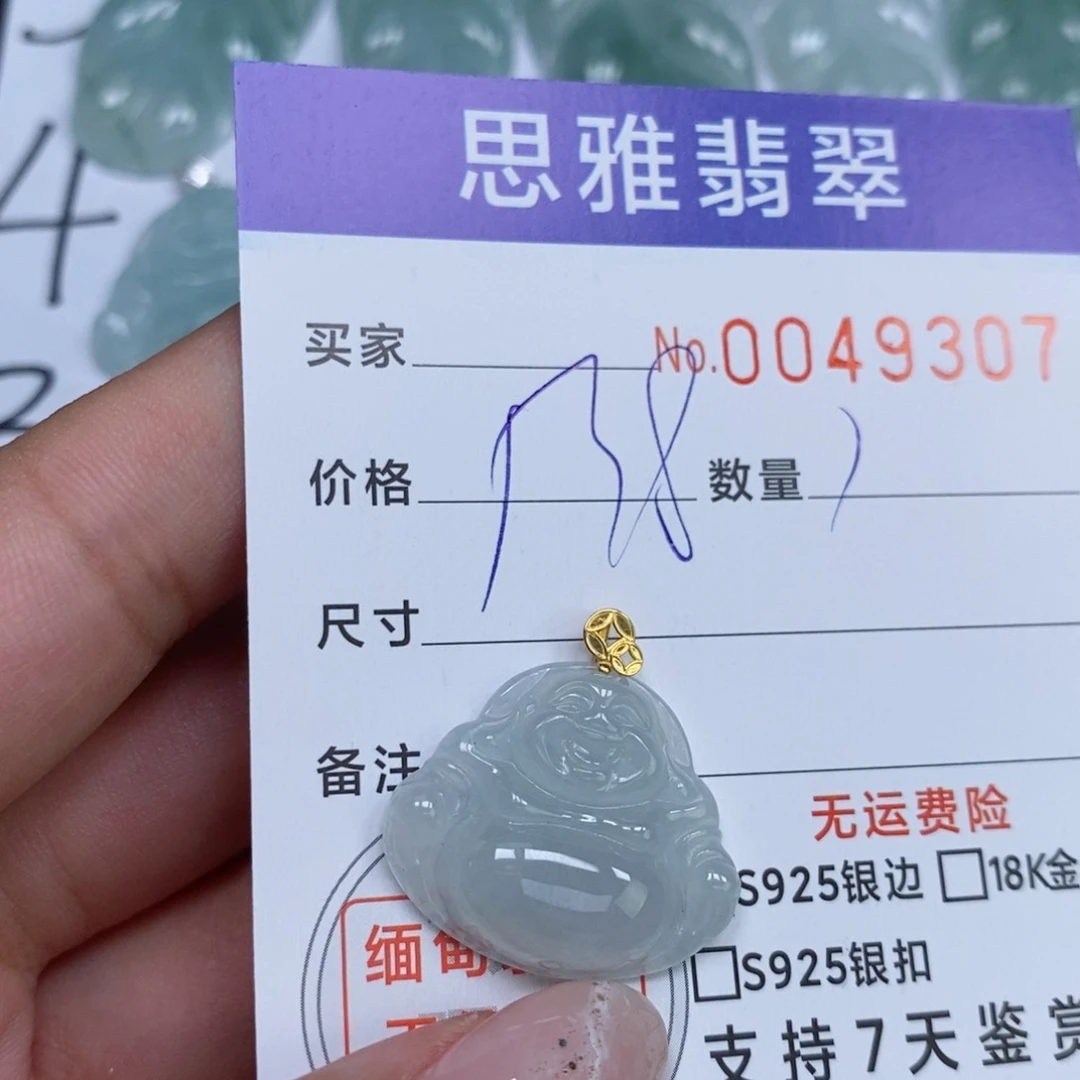 思雅翡翠
买家 No.0049307
价格 数量
尺寸
备注
无运费险
S925银边 □18K金
缅甸
□S925银扣
支持7天鉴赏
4